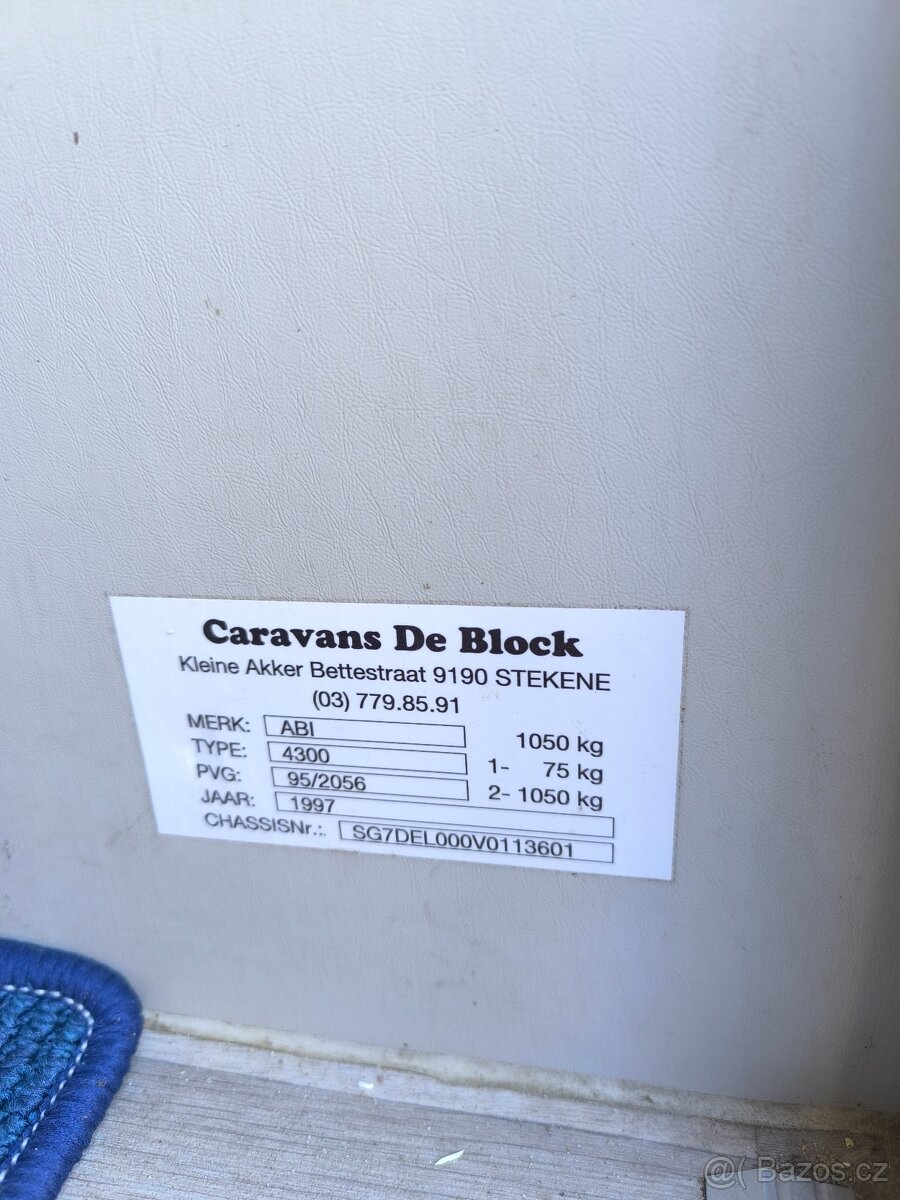 Caravans De Block
Kleine Akker Bettestraat 9190 STEKENE
(03) 779.85.91
MERK: ABI 1050 kg
TYPE: 4300 1- 75 kg
PVG: 95/2056 2- 1050 kg
JAAR: 1997
CHASSISNr.:. SG7DEL000V0113601
@( Bazos.cz